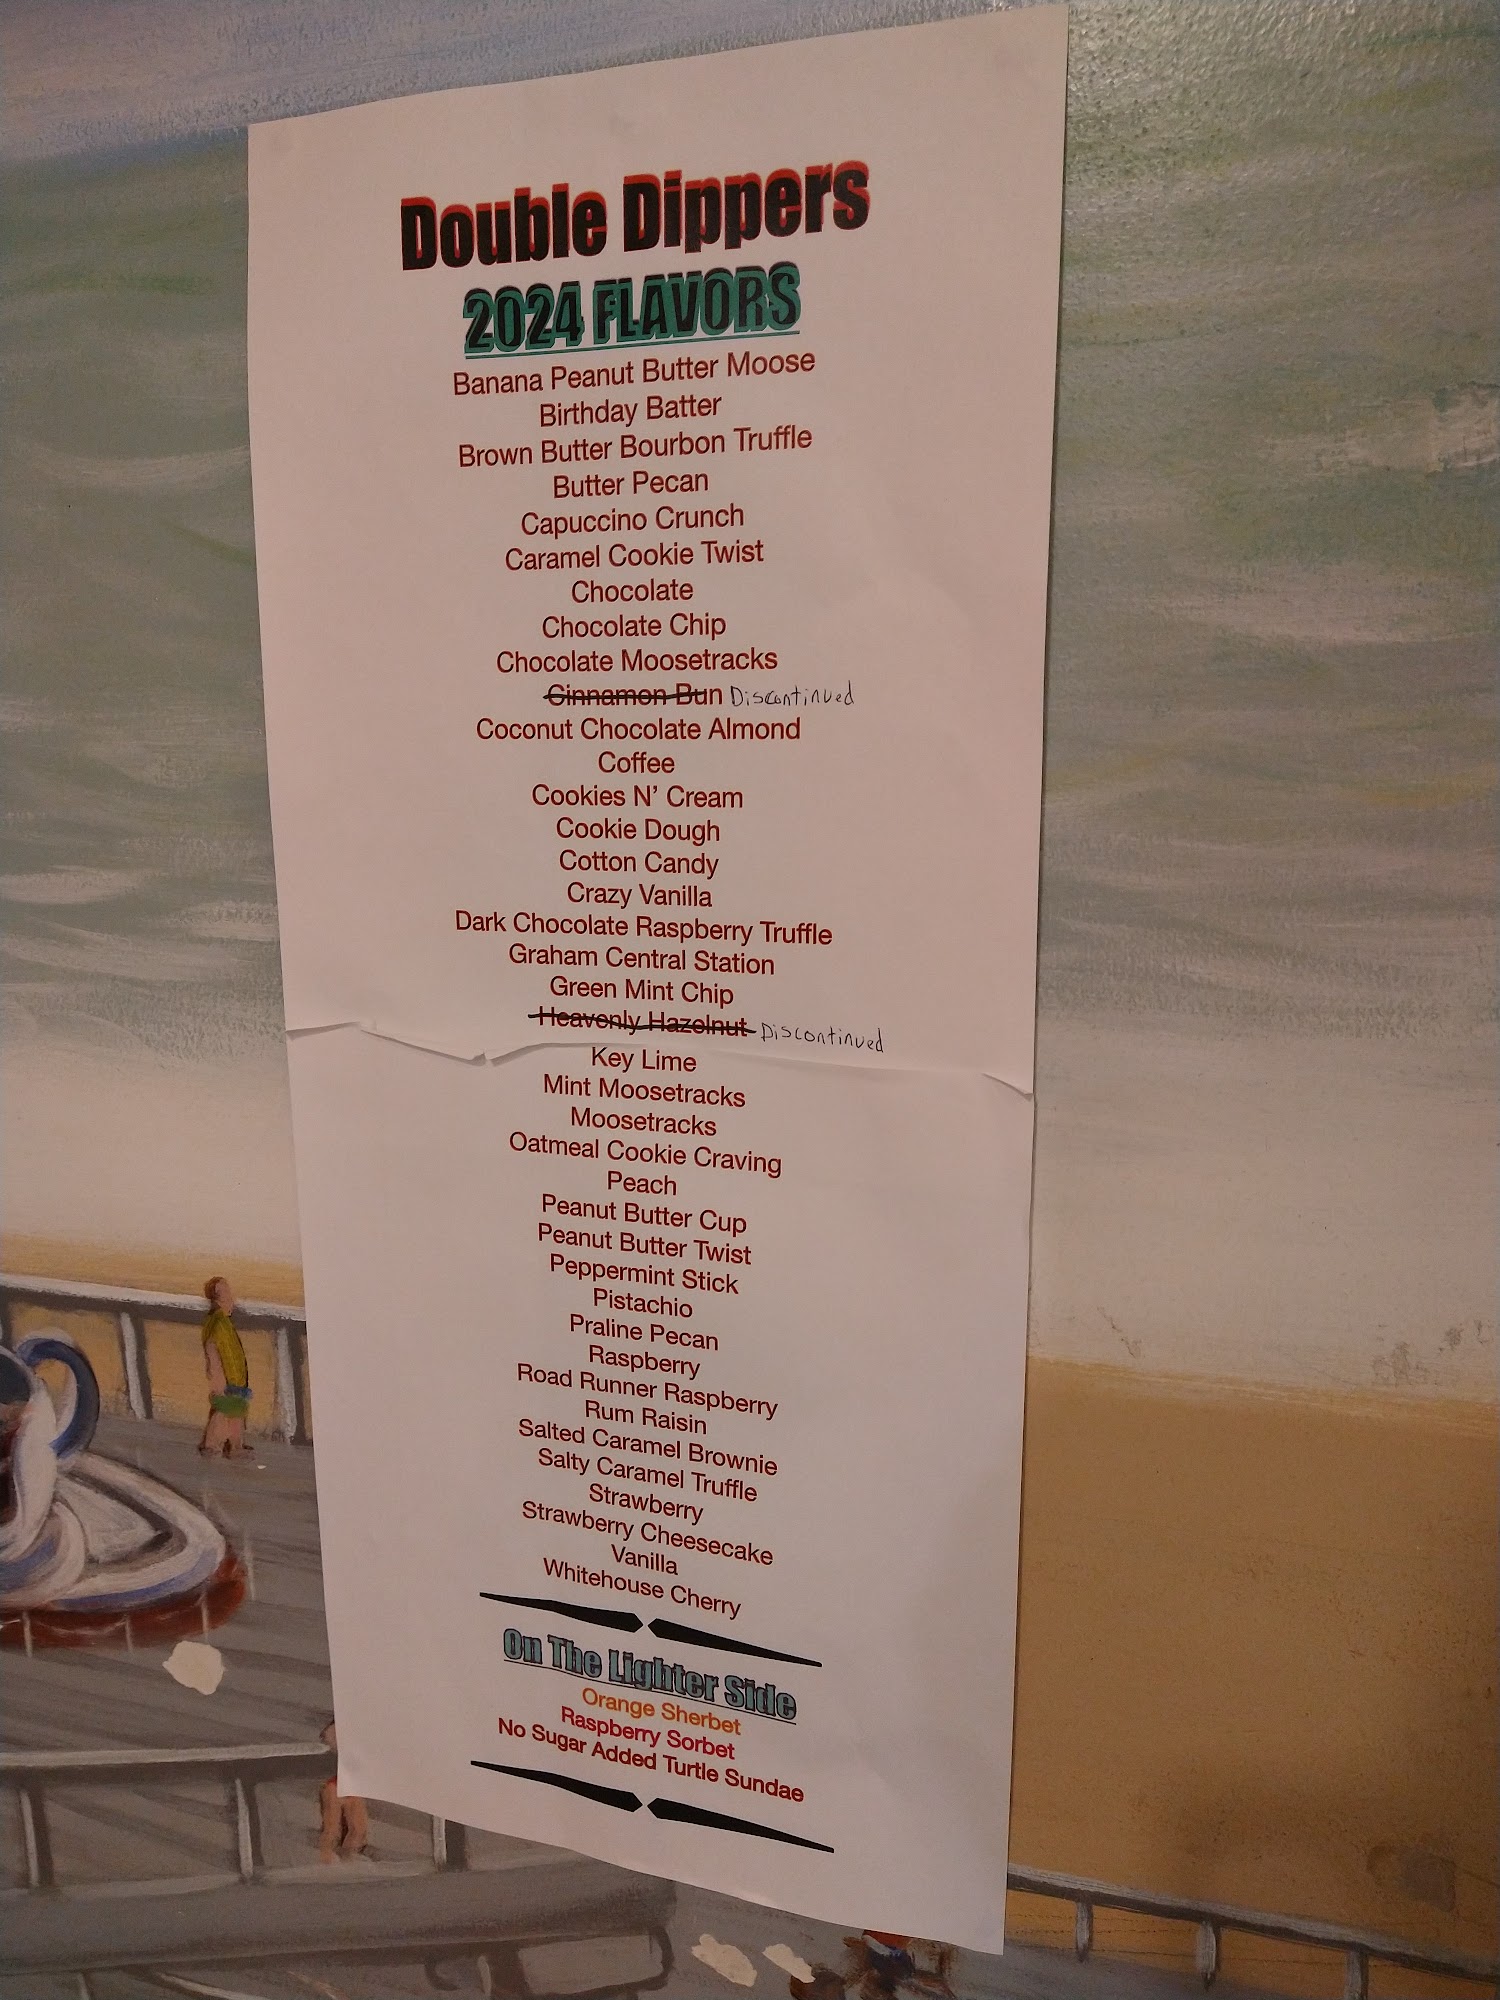 Double Dippers
2024 FLAVORS
Banana Peanut Butter Moose
Birthday Batter
Brown Butter Bourbon Truffle
Butter Pecan
Capuccino Crunch
Caramel Cookie Twist
Chocolate
Chocolate Chip
Chocolate Moosetracks
Cinnamon Bun Discontinued
Coconut Chocolate Almond
Coffee
Cookies N’ Cream
Cookie Dough
Cotton Candy
Crazy Vanilla
Dark Chocolate Raspberry Truffle
Graham Central Station
Green Mint Chip
Heavenly Hazelnut Discontinued
Key Lime
Mint Moosetracks
Moosetracks
Oatmeal Cookie Craving
Peach
Peanut Butter Cup
Peanut Butter Twist
Peppermint Stick
Pistachio
Praline Pecan
Raspberry
Road Runner Raspberry
Rum Raisin
Salted Caramel Brownie
Salty Caramel Truffle
Strawberry
Strawberry Cheesecake
Vanilla
Whitehouse Cherry
On The Lighter Side
Orange Sherbet
Raspberry Sorbet
No Sugar Added Turtle Sundae